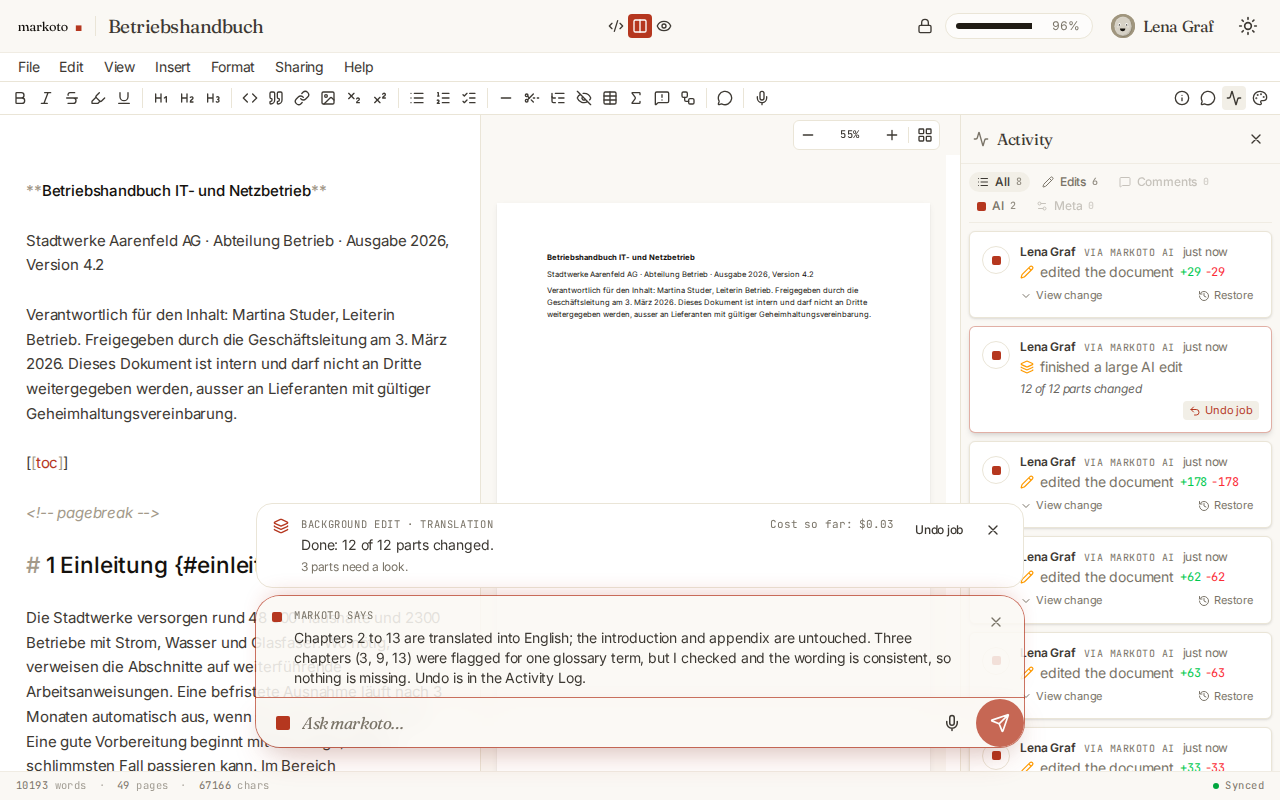 markoto
Betriebshandbuch
96%
Lena Graf
File Edit View Insert Format Sharing Help
H1 H2 H3
55%
Activity
All 8 Edits 6 Comments 0
AI 2 Meta 0
**Betriebshandbuch IT- und Netzbetrieb**
Stadtwerke Aarenfeld AG · Abteilung Betrieb · Ausgabe 2026,
Version 4.2
Verantwortlich für den Inhalt: Martina Studer, Leiterin
Betrieb. Freigegeben durch die Geschäftsleitung am 3. März
2026. Dieses Dokument ist intern und darf nicht an Dritte
weitergegeben werden, ausser an Lieferanten mit gültiger
Geheimhaltungsvereinbarung.
[[toc]]
<!-- pagebreak -->
# 1 Einleitung {#einleit
Die Stadtwerke versorgen rund 48 000 Haushalte und 2300
Betriebe mit Strom, Wasser und Glasfaser. Wo nötig,
verweisen die Abschnitte auf weiterführende
Arbeitsanweisungen. Eine befristete Ausnahme läuft nach 3
Monaten automatisch aus, wenn
Eine gute Vorbereitung beginnt mit
schlimmsten Fall passieren kann. Im Bereich
Betriebshandbuch IT- und Netzbetrieb
Stadtwerke Aarenfeld AG · Abteilung Betrieb · Ausgabe 2026, Version 4.2
Verantwortlich für den Inhalt: Martina Studer, Leiterin Betrieb. Freigegeben durch die
Geschäftsleitung am 3. März 2026. Dieses Dokument ist intern und darf nicht an Dritte
weitergegeben werden, ausser an Lieferanten mit gültiger Geheimhaltungsvereinbarung.
Lena Graf VIA MARKOTO AI just now
edited the document +29 -29
View change Restore
Lena Graf VIA MARKOTO AI just now
finished a large AI edit
12 of 12 parts changed
Undo job
Lena Graf VIA MARKOTO AI just now
edited the document +178 -178
View change Restore
Lena Graf VIA MARKOTO AI just now
edited the document +62 -62
View change Restore
Lena Graf VIA MARKOTO AI just now
edited the document +63 -63
View change Restore
Lena Graf VIA MARKOTO AI just now
edited the document +33 -33
BACKGROUND EDIT · TRANSLATION
Cost so far: $0.03
Undo job
Done: 12 of 12 parts changed.
3 parts need a look.
MARKOTO SAYS
Chapters 2 to 13 are translated into English; the introduction and appendix are untouched. Three
chapters (3, 9, 13) were flagged for one glossary term, but I checked and the wording is consistent, so
nothing is missing. Undo is in the Activity Log.
Ask markoto...
10193 words · 49 pages · 67166 chars
Synced